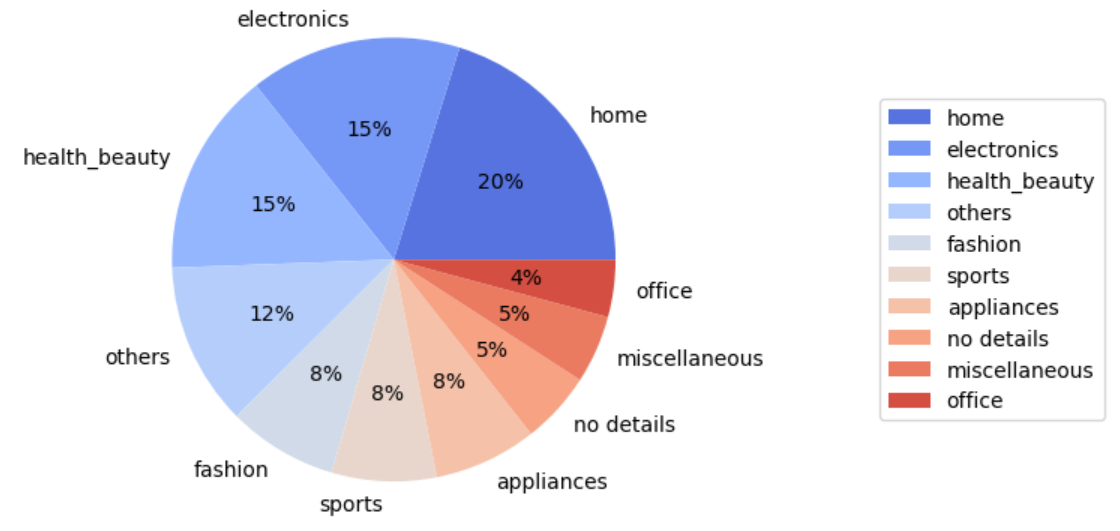 electronics
home
health_beauty
15%
20%
15%
12%
others
8%
8%
8%
5%
5%
4%
office
miscellaneous
no details
appliances
sports
fashion
home
electronics
health_beauty
others
fashion
sports
appliances
no details
miscellaneous
office